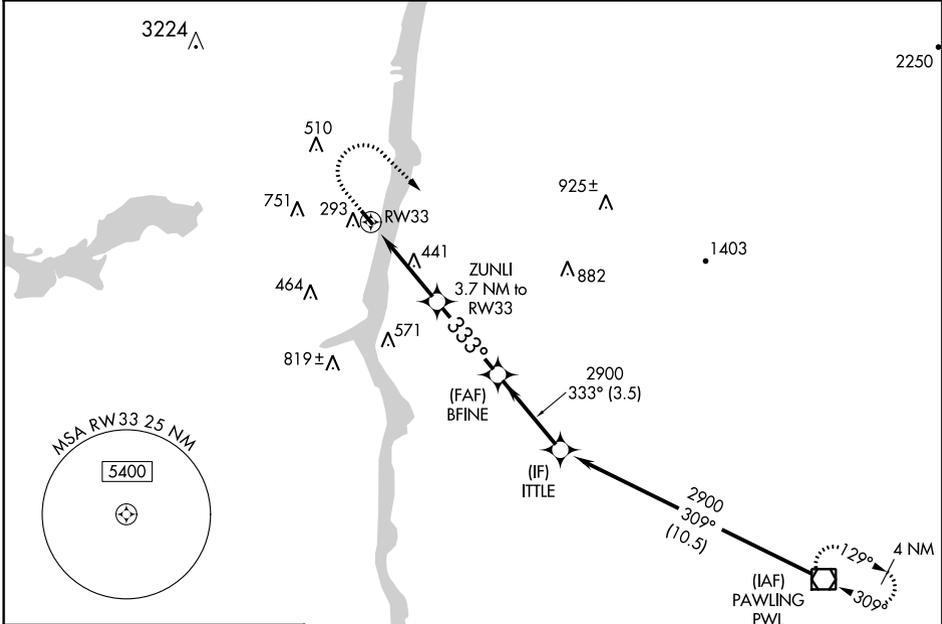 3224
2250
510
751
293
RW33
925±
441
1403
ZUNLI
3.7 NM to
RW33
882
464
571
819±
333°
2900
333° (3.5)
(FAF)
BFINE
MSA RW33 25 NM
5400
(IF)
ITTLE
2900
309°
(10.5)
129°
4 NM
309°
(IAF)
PAWLING
PWL